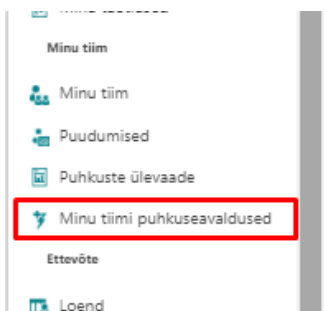 Minu tiim
Minu tiim
Puudumised
Puhkuste ülevaade
Minu tiimi puhkuseavaldused
Ettevõte
Loend